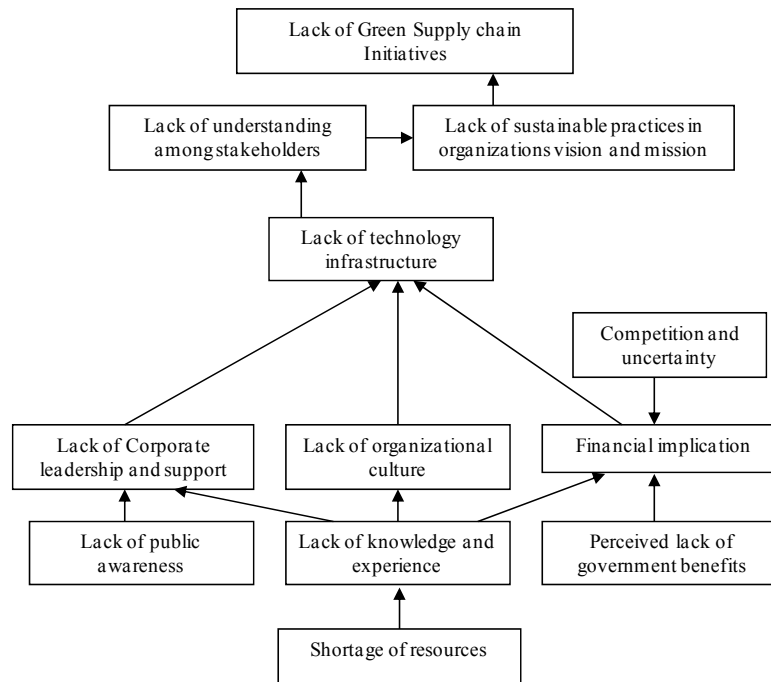 Lack of Green Supply chain
Initiatives
Lack of understanding
among stakeholders
Lack of sustainable practices in
organizations vision and mission
Lack of technology
infrastructure
Competition and
uncertainty
Lack of Corporate
leadership and support
Lack of organizational
culture
Financial implication
Lack of public
awareness
Lack of knowledge and
experience
Perceived lack of
government benefits
Shortage of resources